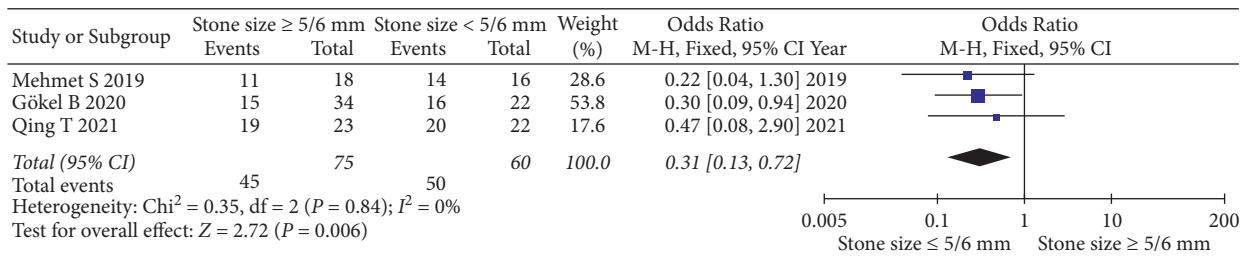 Study or Subgroup Stone size ≥ 5/6 mm Stone size < 5/6 mm Weight Odds Ratio Odds Ratio
Events Total Events Total (%) M-H, Fixed, 95% CI Year M-H, Fixed, 95% CI
Mehmet S 2019 11 18 14 16 28.6 0.22 [0.04, 1.30] 2019
Gökel B 2020 15 34 16 22 53.8 0.30 [0.09, 0.94] 2020
Qing T 2021 19 23 20 22 17.6 0.47 [0.08, 2.90] 2021
Total (95% CI) 75 60 100.0 0.31 [0.13, 0.72]
Total events 45 50
Heterogeneity: Chi² = 0.35, df = 2 (P = 0.84); I² = 0%
Test for overall effect: Z = 2.72 (P = 0.006)
0.005 0.1 1 10 200
Stone size ≤ 5/6 mm Stone size ≥ 5/6 mm